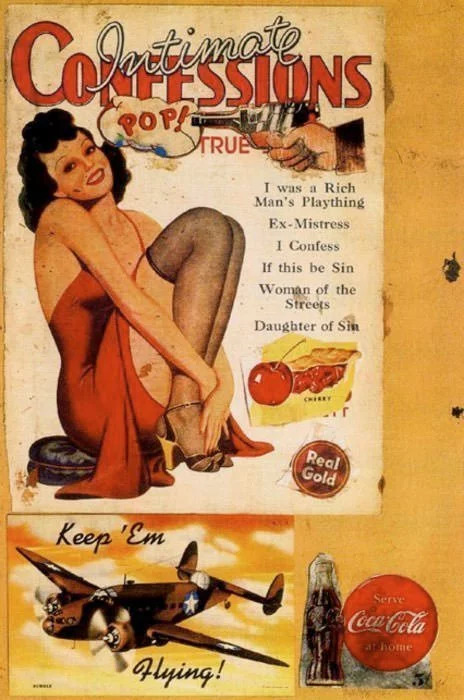 Intimate
CONFESSIONS
POP!
TRUE
I was a Rich
Man's Plaything
Ex-Mistress
I Confess
If this be Sin
Woman of the
Streets
Daughter of Sin
CHERRY
Real
Gold
Keep 'Em
Flying!
Serve
Coca-Cola
at home